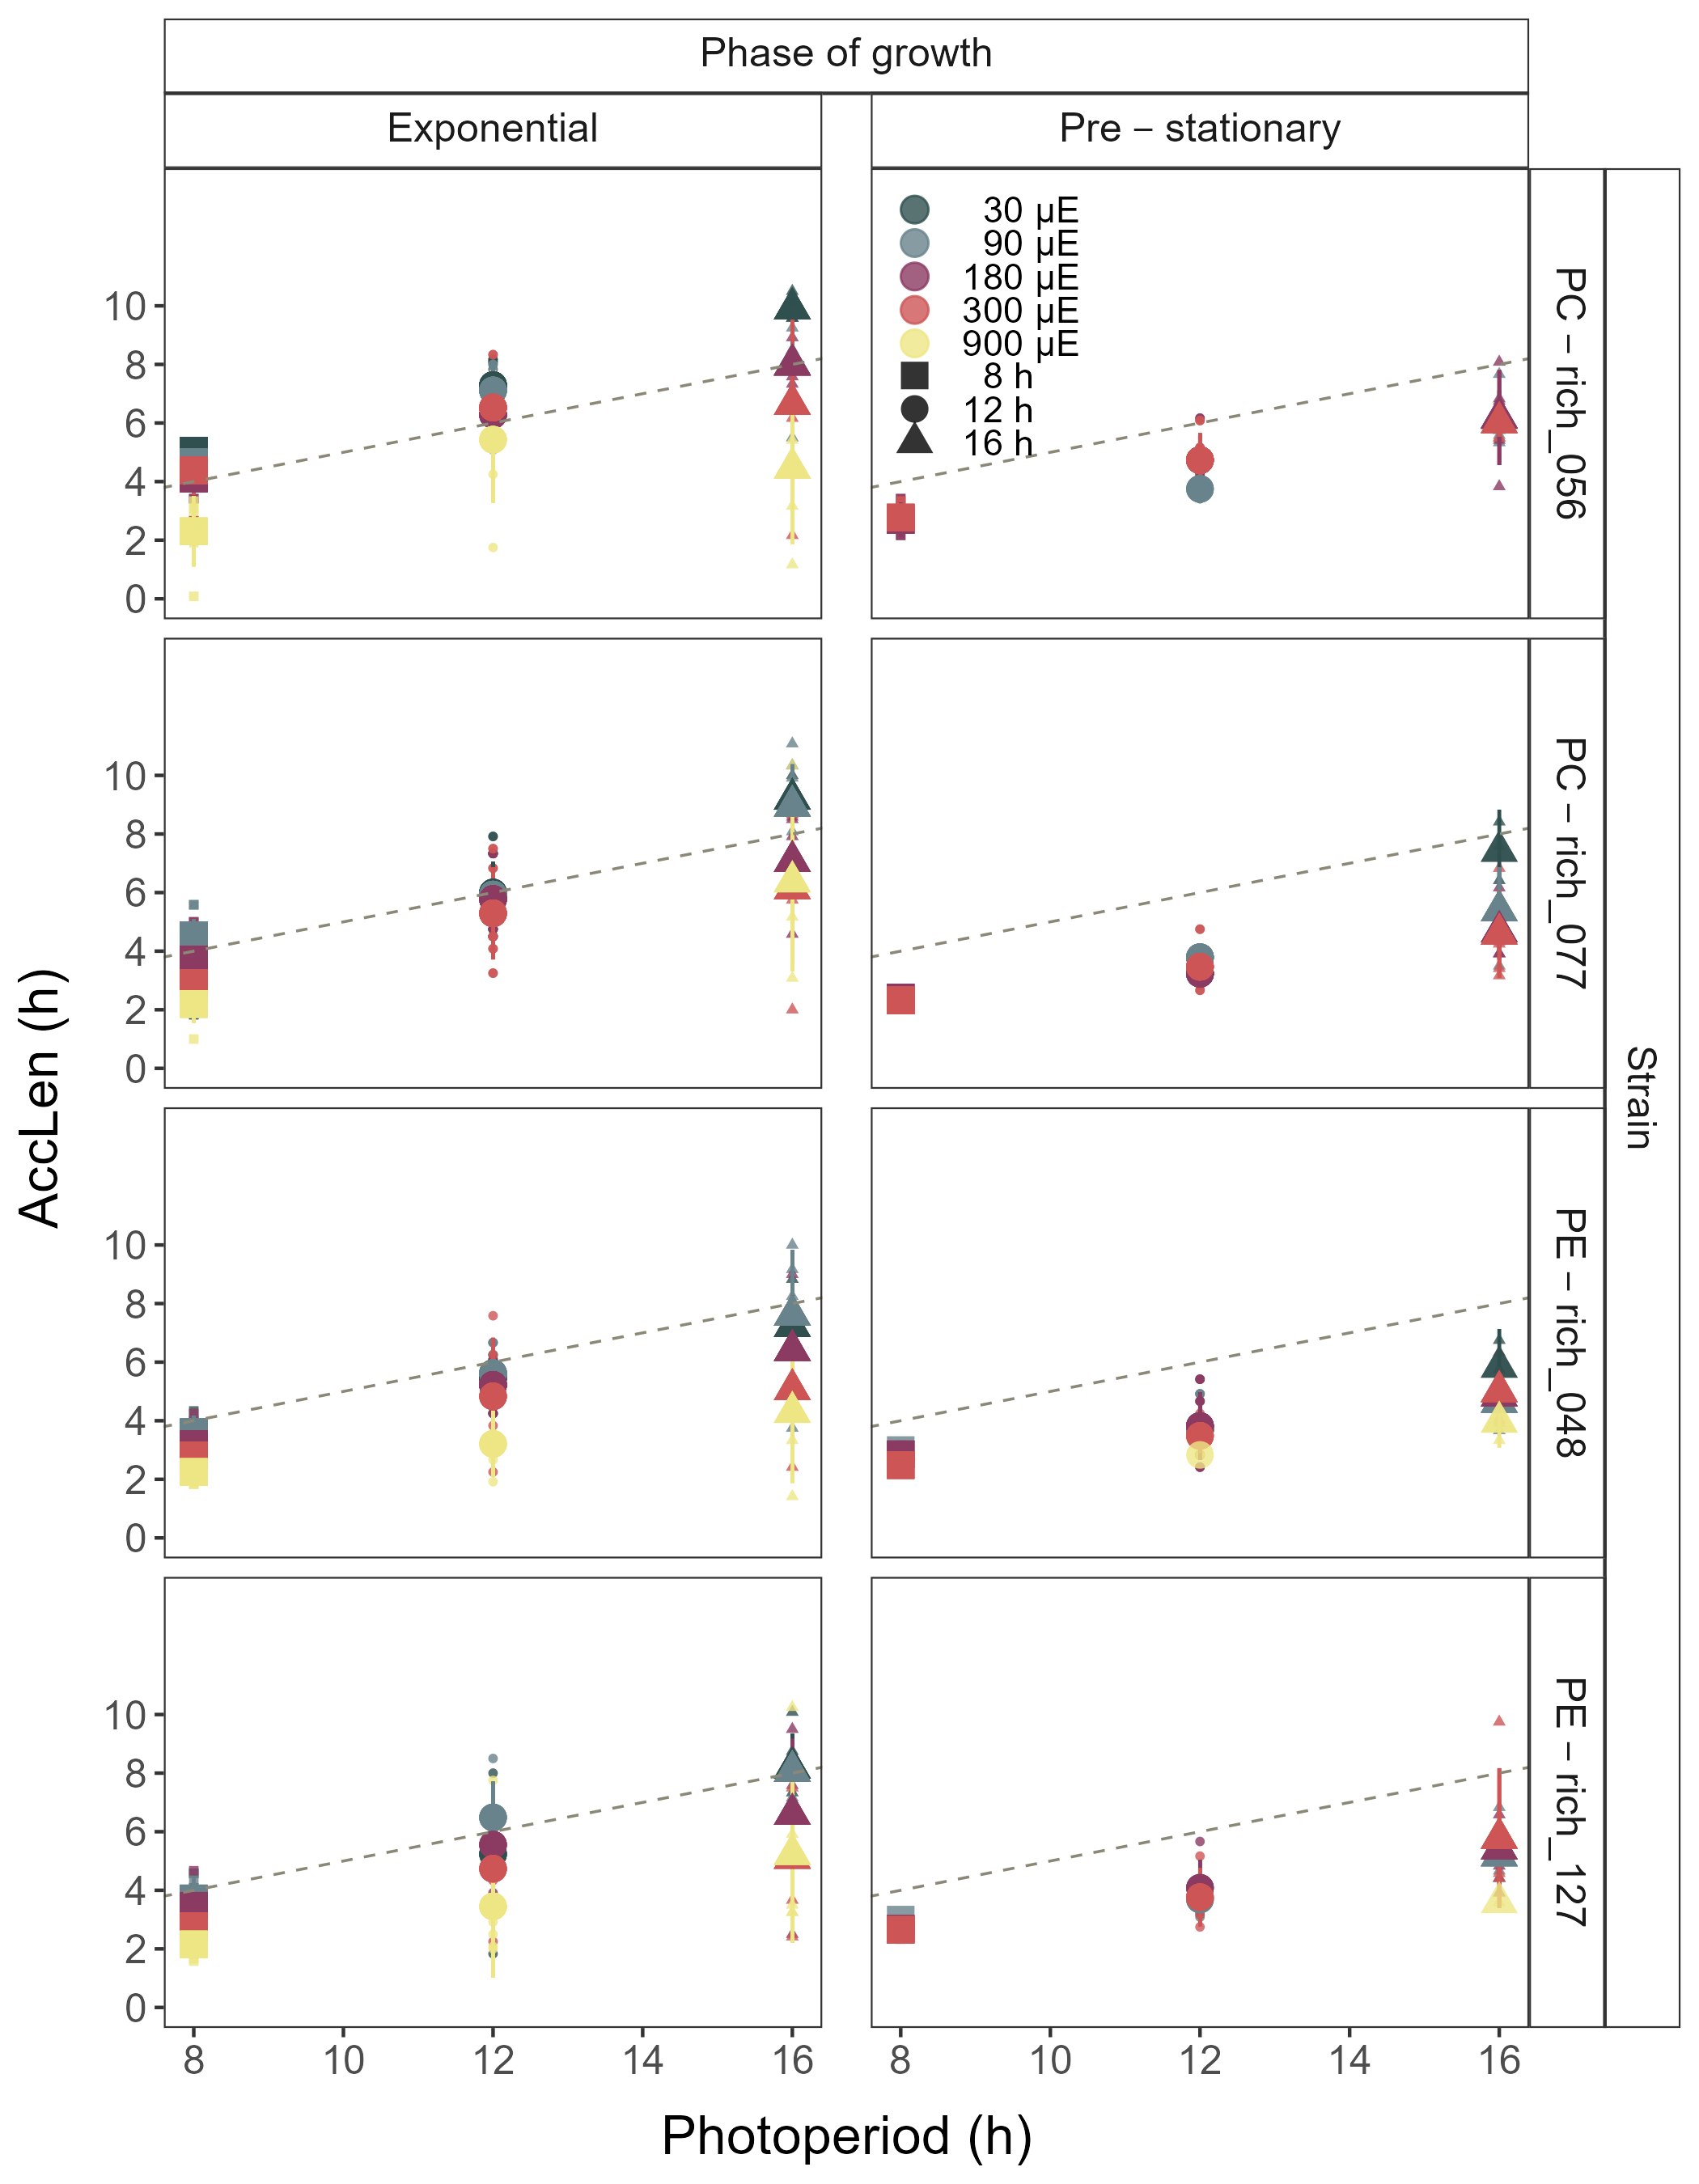 Phase of growth
Exponential
Pre − stationary
30 µE
90 µE
180 µE
300 µE
900 µE
8 h
12 h
16 h
10
8
6
4
2
0
PC − rich_056
10
8
6
4
2
0
PC − rich_077
10
8
6
4
2
0
PE − rich_048
10
8
6
4
2
0
PE − rich_127
Strain
AccLen (h)
8 10 12 14 16
8 10 12 14 16
Photoperiod (h)